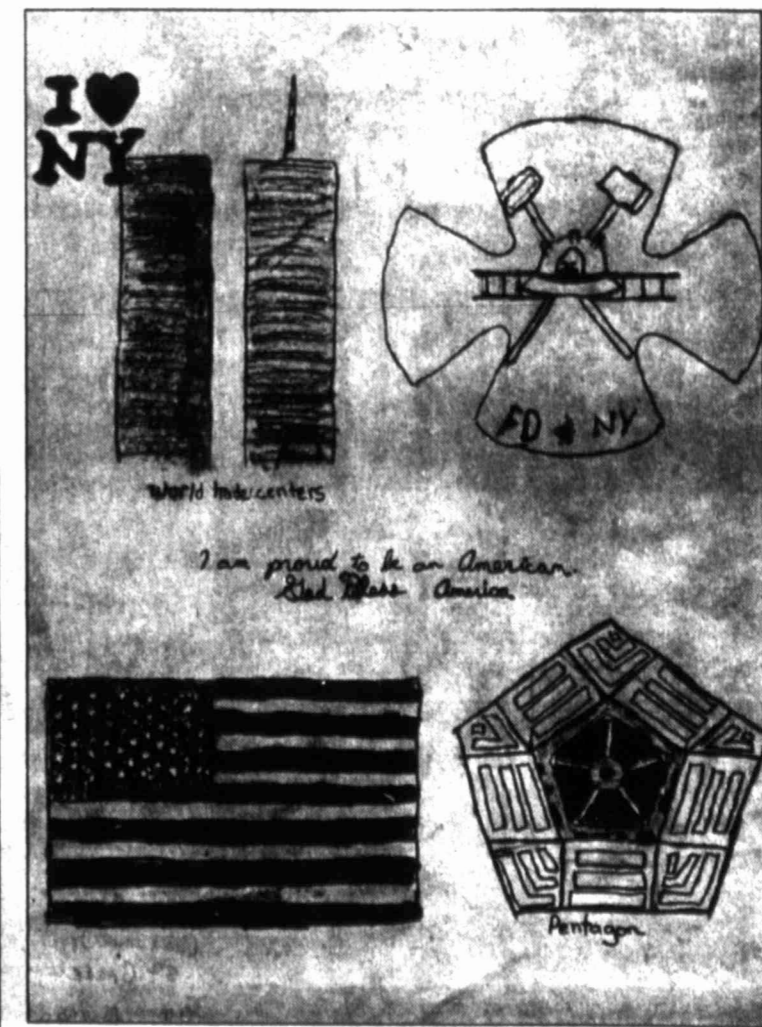 I ♥
NY
FD NY
World trade centers
I am proud to be an American.
God Bless America
Pentagon